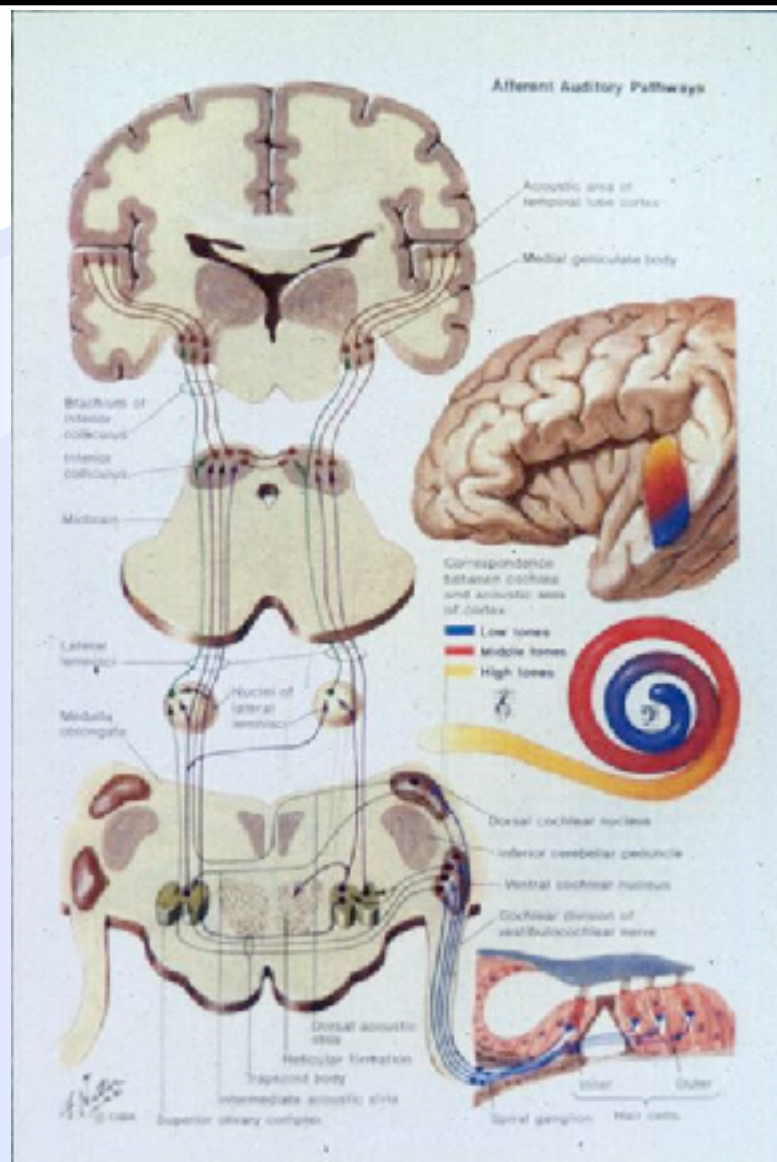 Afferent Auditory Pathways
Acoustic area of
temporal lobe cortex
Medial geniculate body
Brachium of
inferior
colliculus
Inferior
colliculus
Midbrain
Correspondence
between cochlea
and acoustic area
of cortex
Low tones
Middle tones
High tones
Lateral
lemnisci
Nuclei of
lateral
lemnisci
Medulla
oblongata
Dorsal cochlear nucleus
Inferior cerebellar peduncle
Ventral cochlear nucleus
Cochlear division of
vestibulocochlear nerve
Dorsal acoustic
stria
Reticular formation
Trapezoid body
Intermediate acoustic stria
Superior olivary complex
Inner
Outer
Spiral ganglion
Hair cells